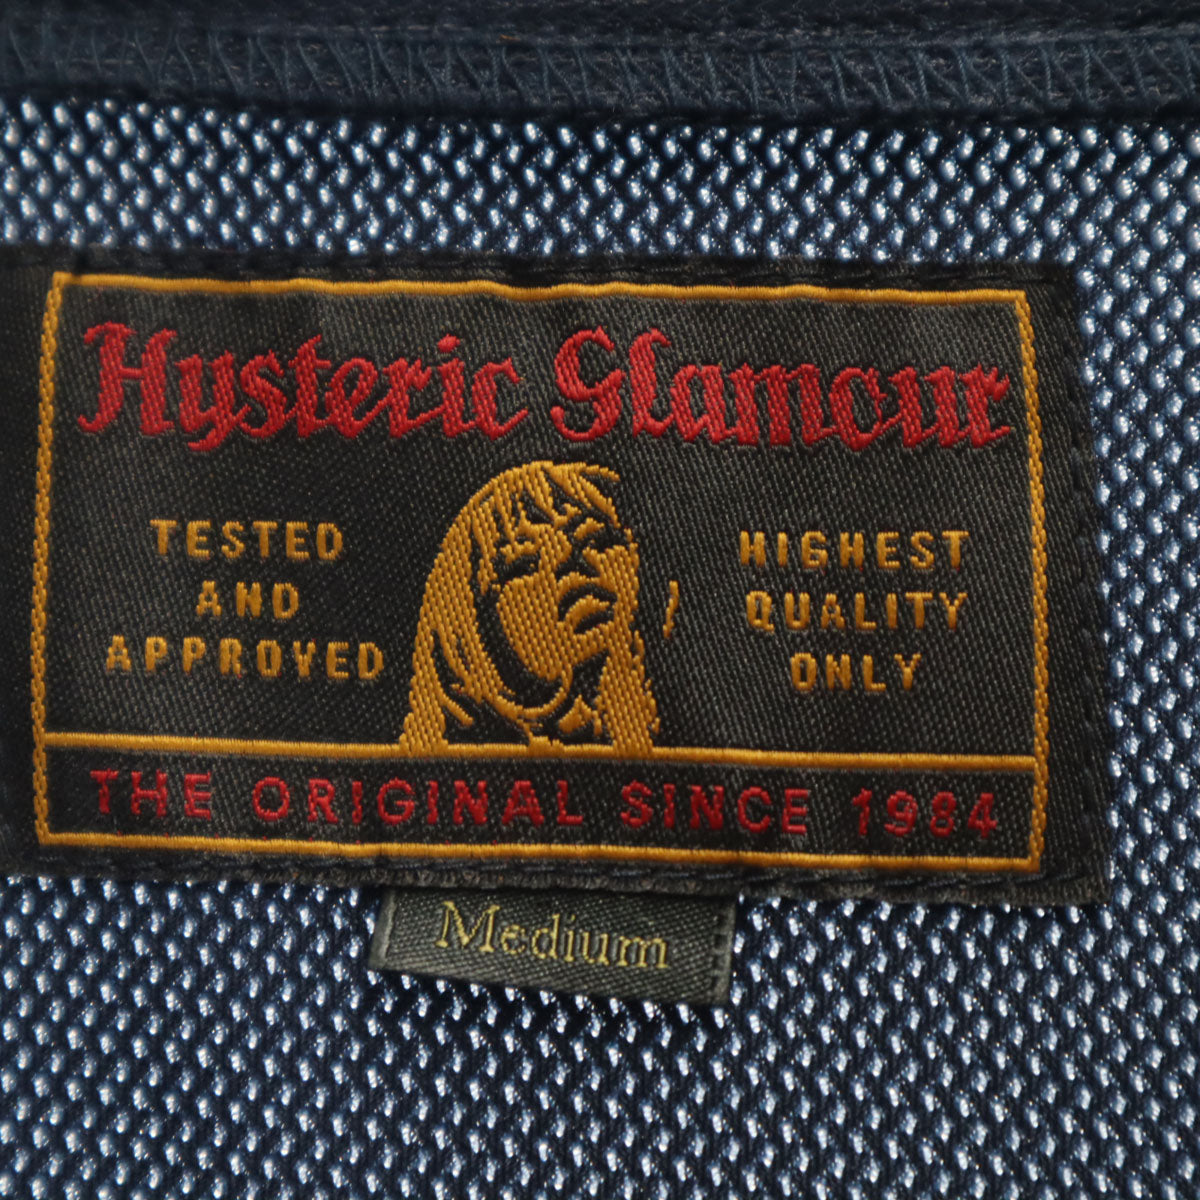 Hysteric Glamour
TESTED
AND
APPROVED
HIGHEST
QUALITY
ONLY
THE ORIGINAL SINCE 1984
Medium